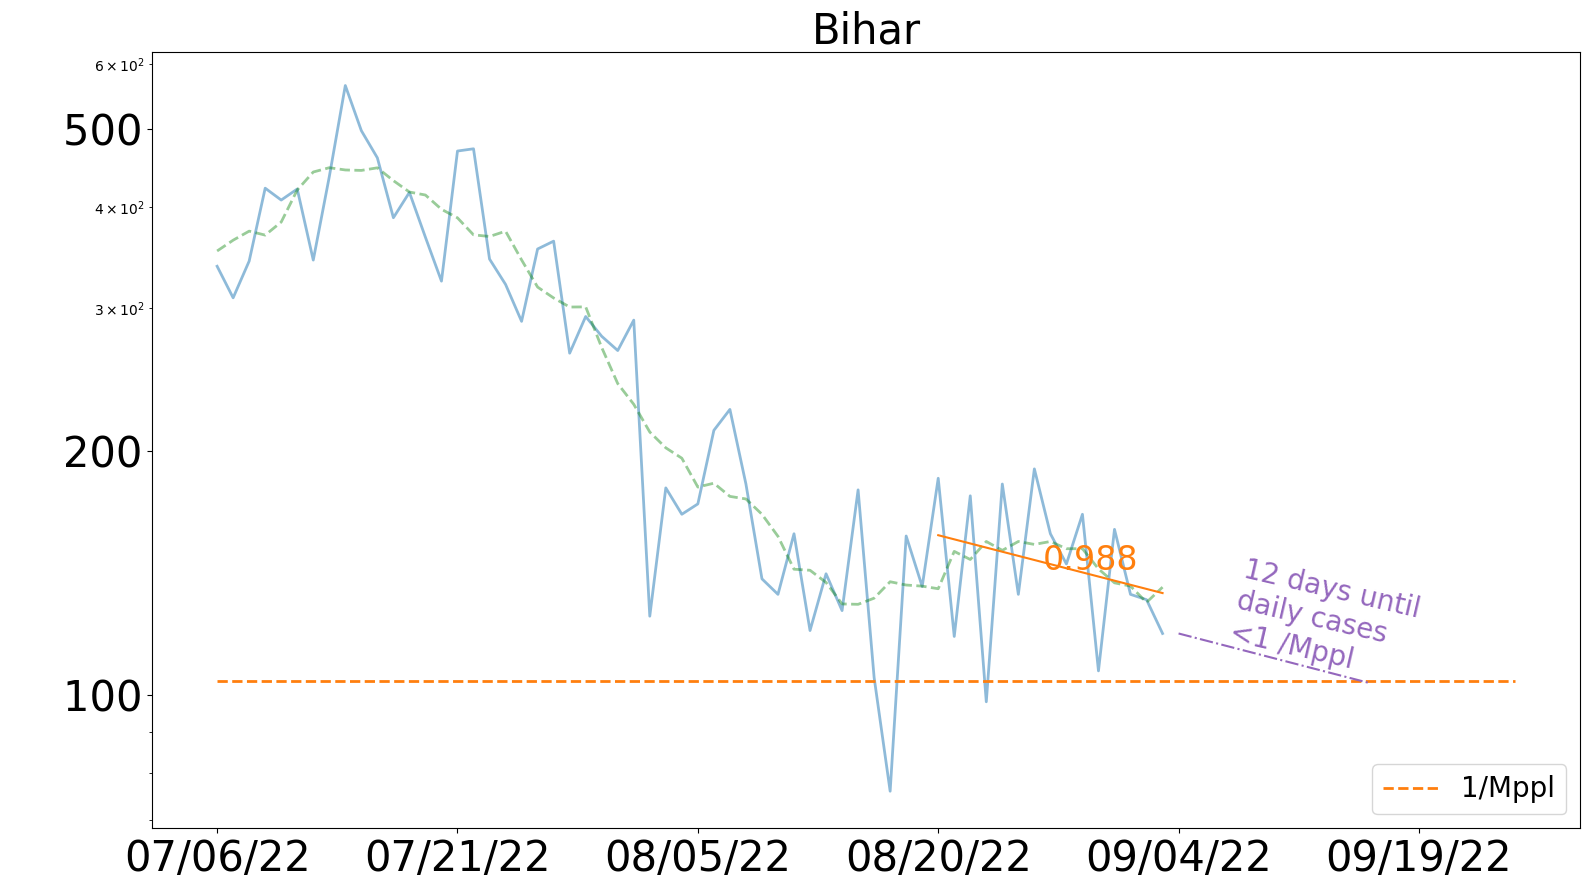 Bihar
6 × 10²
500
4 × 10²
3 × 10²
200
100
0.988
12 days until
daily cases
<1 /Mppl
1/Mppl
07/06/22 07/21/22 08/05/22 08/20/22 09/04/22 09/19/22